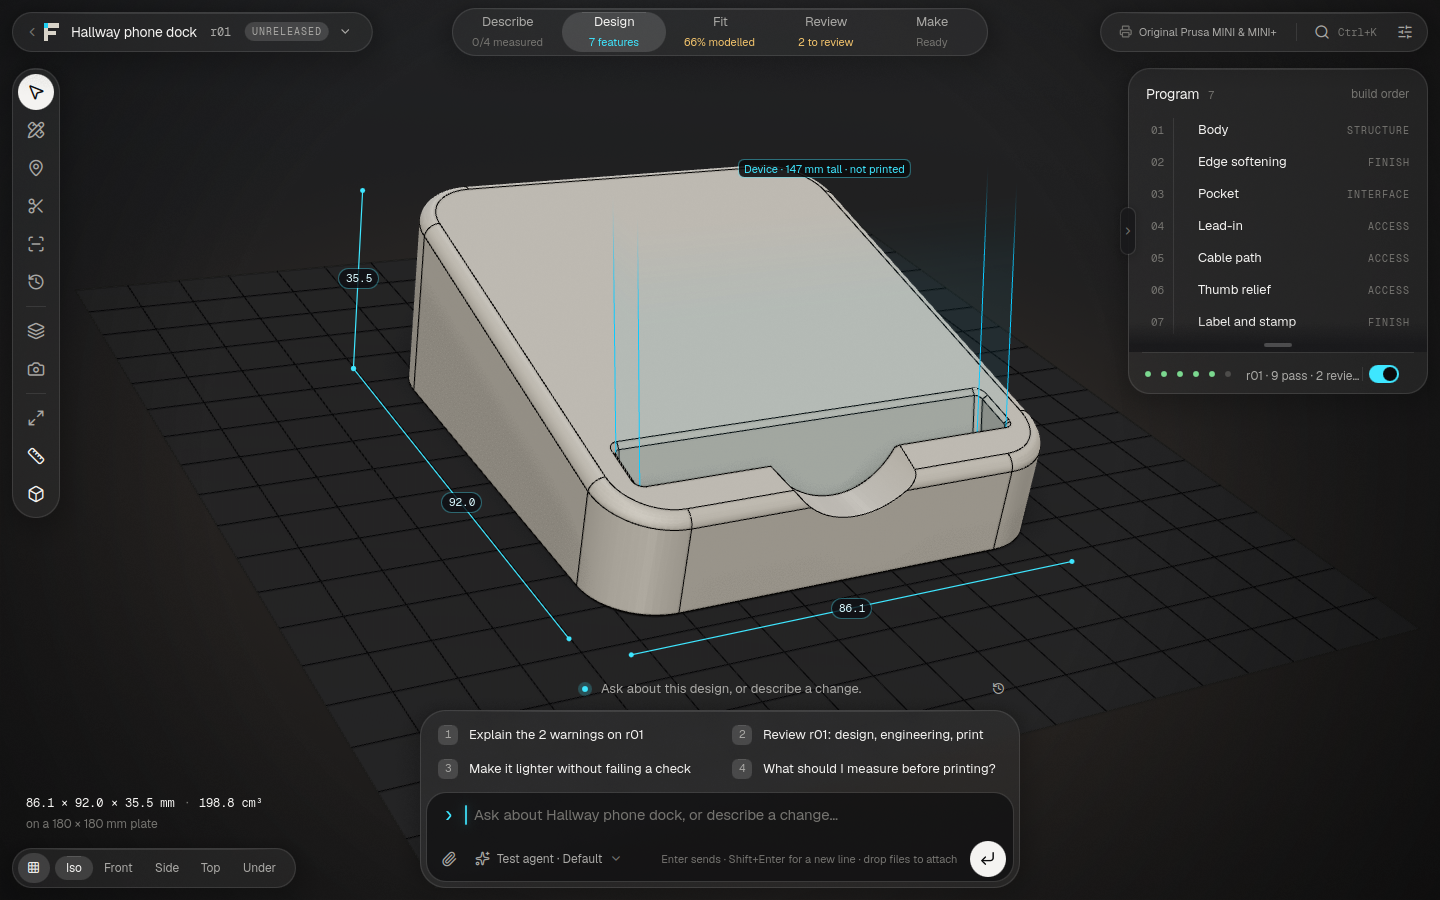 Hallway phone dock r01 UNRELEASED
Describe
0/4 measured
Design
7 features
Fit
66% modelled
Review
2 to review
Make
Ready
Original Prusa MINI & MINI+
Ctrl+K
Program 7 build order
01 Body STRUCTURE
02 Edge softening FINISH
03 Pocket INTERFACE
04 Lead-in ACCESS
05 Cable path ACCESS
06 Thumb relief ACCESS
07 Label and stamp FINISH
r01 · 9 pass · 2 revie…
Device · 147 mm tall · not printed
35.5
92.0
86.1
Ask about this design, or describe a change.
1 Explain the 2 warnings on r01
2 Review r01: design, engineering, print
3 Make it lighter without failing a check
4 What should I measure before printing?
Ask about Hallway phone dock, or describe a change…
Test agent · Default
Enter sends · Shift+Enter for a new line · drop files to attach
86.1 × 92.0 × 35.5 mm · 198.8 cm³
on a 180 × 180 mm plate
Iso Front Side Top Under